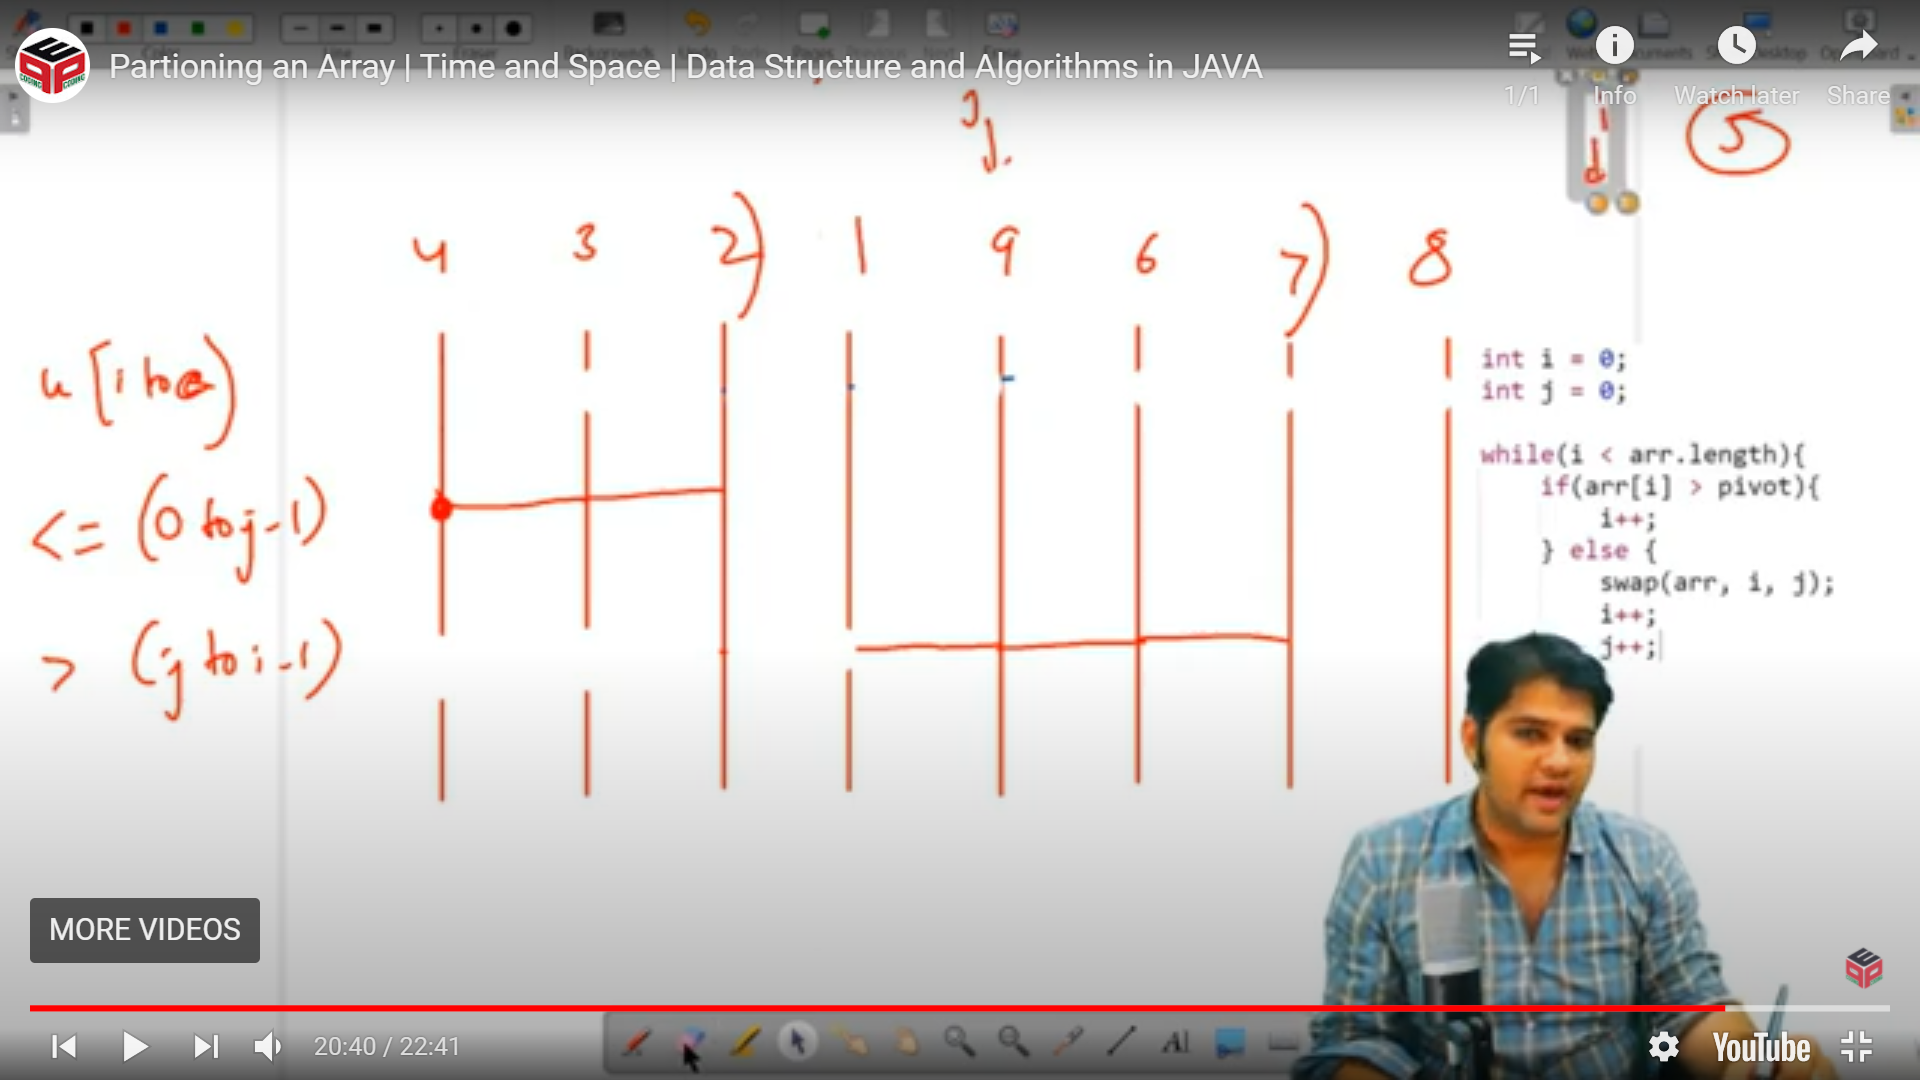 Partioning an Array | Time and Space | Data Structure and Algorithms in JAVA
1/1
Info
Watch later
Share
j.
5
d
4 3 2) 1 9 6 7) 8
u [i to e)
<= (0 to j-1)
> (j to i-1)
int i = 0;
int j = 0;
while(i < arr.length){
if(arr[i] > pivot){
i++;
} else {
swap(arr, i, j);
i++;
j++;
MORE VIDEOS
20:40 / 22:41
AI
YouTube